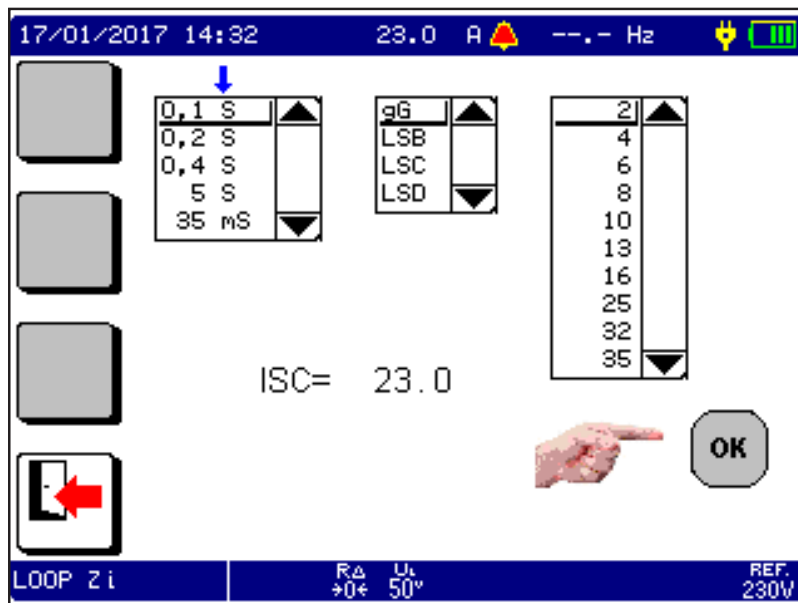 17/01/2017 14:32 23.0 A --.- Hz
0,1 S
0,2 S
0,4 S
5 S
35 mS
gG
LSB
LSC
LSD
2
4
6
8
10
13
16
25
32
35
ISC= 23.0
OK
LOOP Zi
RΔ
→0←
UL
50V
REF.
230V